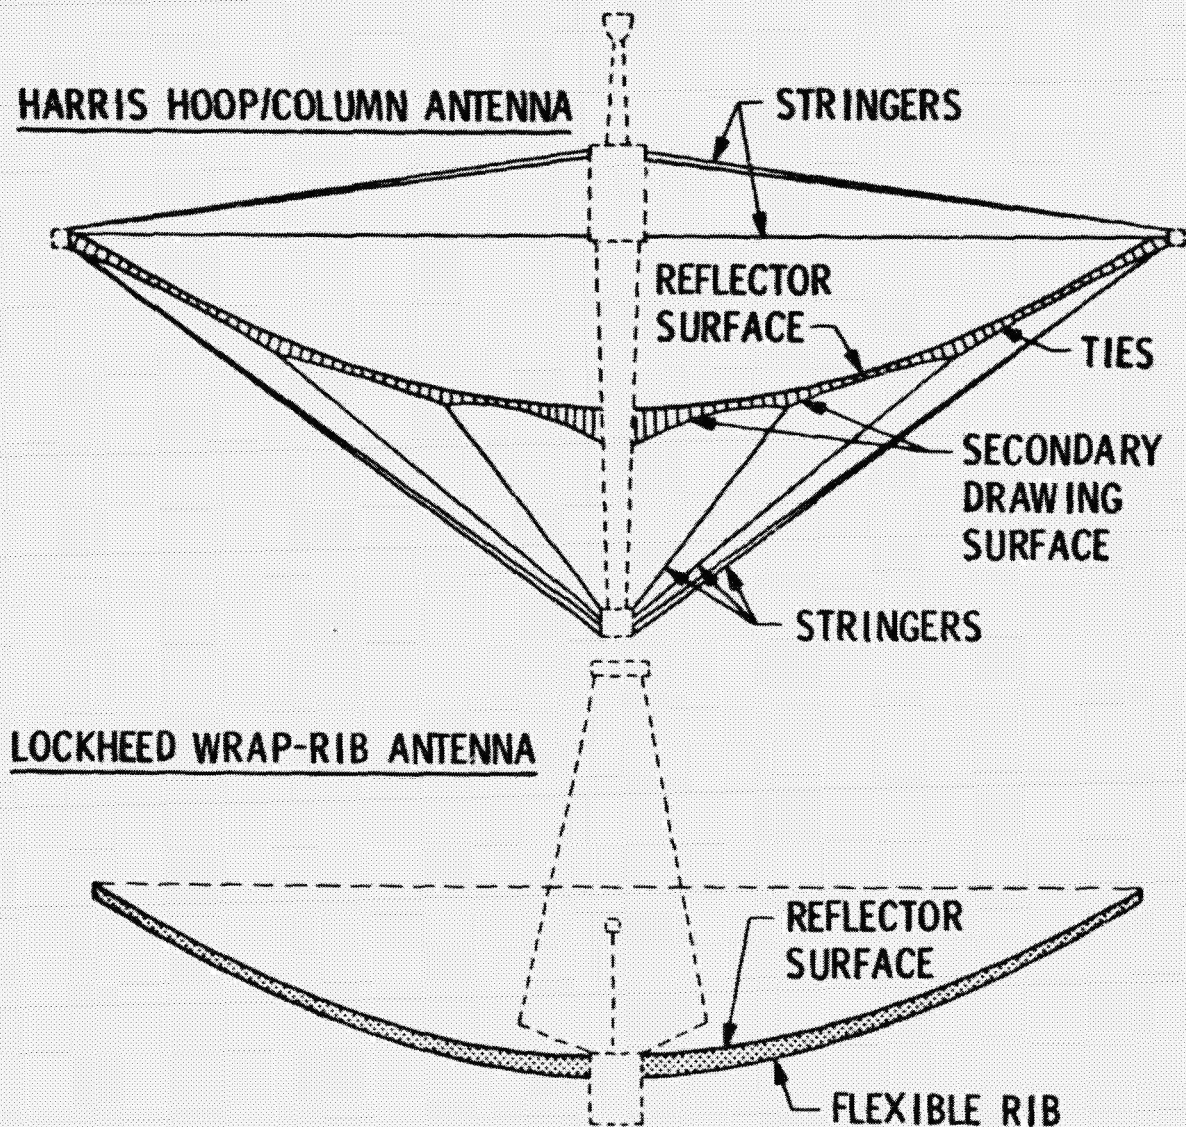 HARRIS HOOP/COLUMN ANTENNA
STRINGERS
REFLECTOR
SURFACE
TIES
SECONDARY
DRAWING
SURFACE
STRINGERS
LOCKHEED WRAP-RIB ANTENNA
REFLECTOR
SURFACE
FLEXIBLE RIB